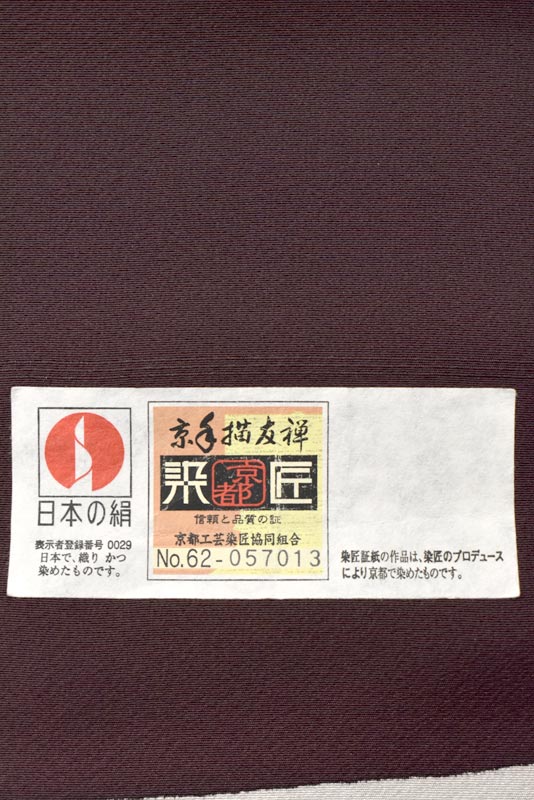 日本の絹
表示者登録番号 0029
日本で、織り かつ
染めたものです。
京手描友禅
染 京都 匠
信頼と品質の証
京都工芸染匠協同組合
No.62-057013
染匠証紙の作品は、染匠のプロデュース
により京都で染めたものです。